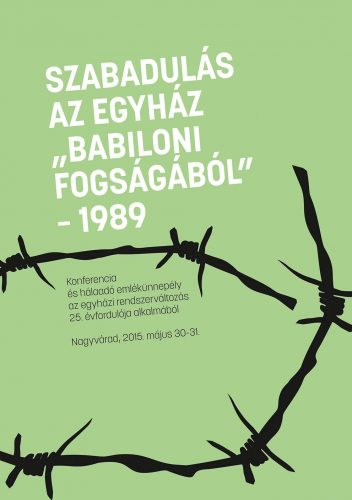 SZABADULÁS
AZ EGYHÁZ
„BABILONI
FOGSÁGÁBÓL”
– 1989
Konferencia
és hálaadó emlékünnepély
az egyházi rendszerváltozás
25. évfordulója alkalmából
Nagyvárad, 2015. május 30-31.